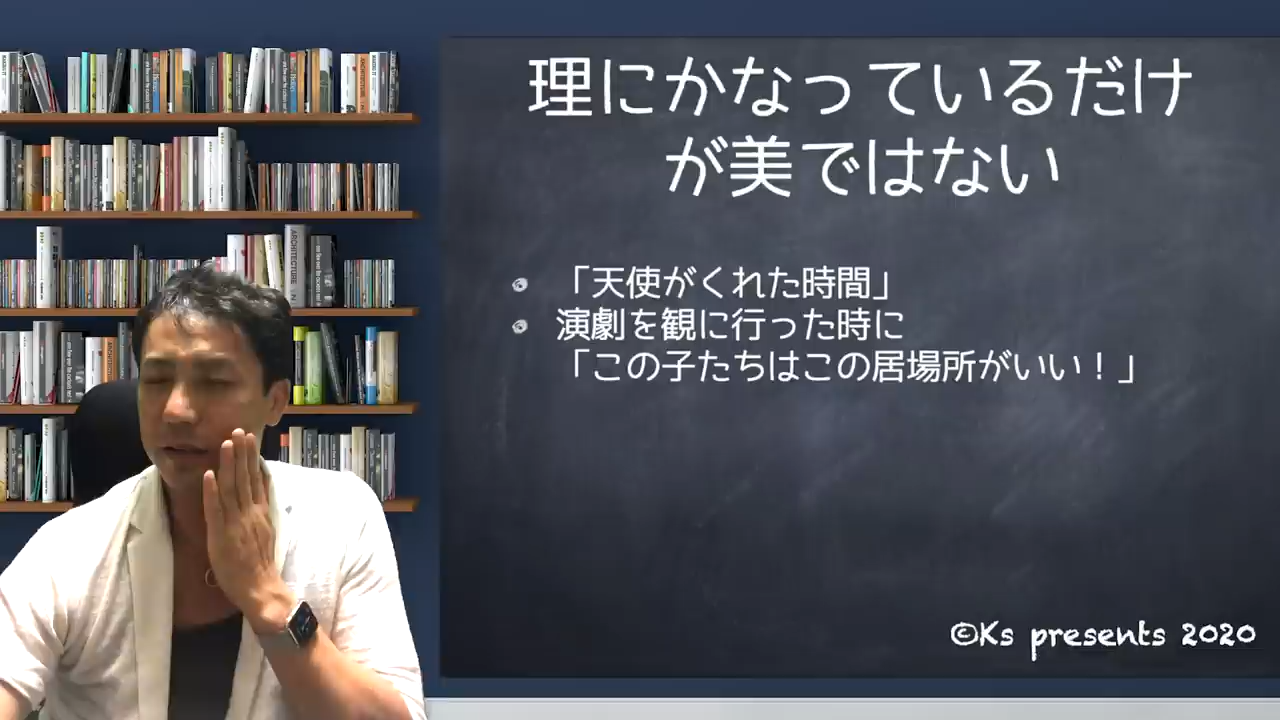 理にかなっているだけ
が美ではない
「天使がくれた時間」
演劇を観に行った時に
「この子たちはこの居場所がいい！」
©Ks presents 2020
ARCHITECTURE